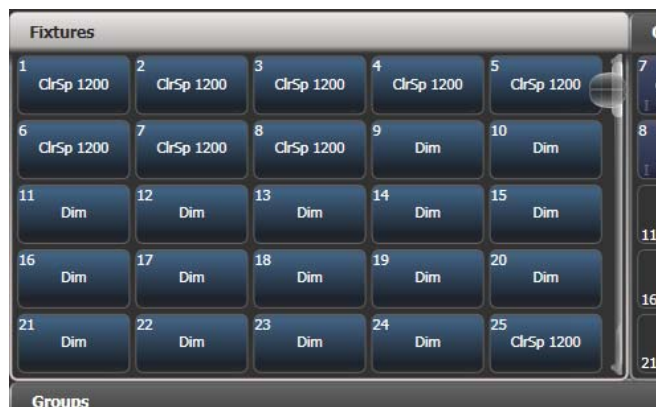 Fixtures
1 2 3 4 5 7
ClrSp 1200 ClrSp 1200 ClrSp 1200 ClrSp 1200 ClrSp 1200
6 7 8 9 10 8
ClrSp 1200 ClrSp 1200 ClrSp 1200 Dim Dim
11 12 13 14 15
Dim Dim Dim Dim Dim
11
16 17 18 19 20
Dim Dim Dim Dim Dim
16
21 22 23 24 25
Dim Dim Dim Dim ClrSp 1200
21
Groups